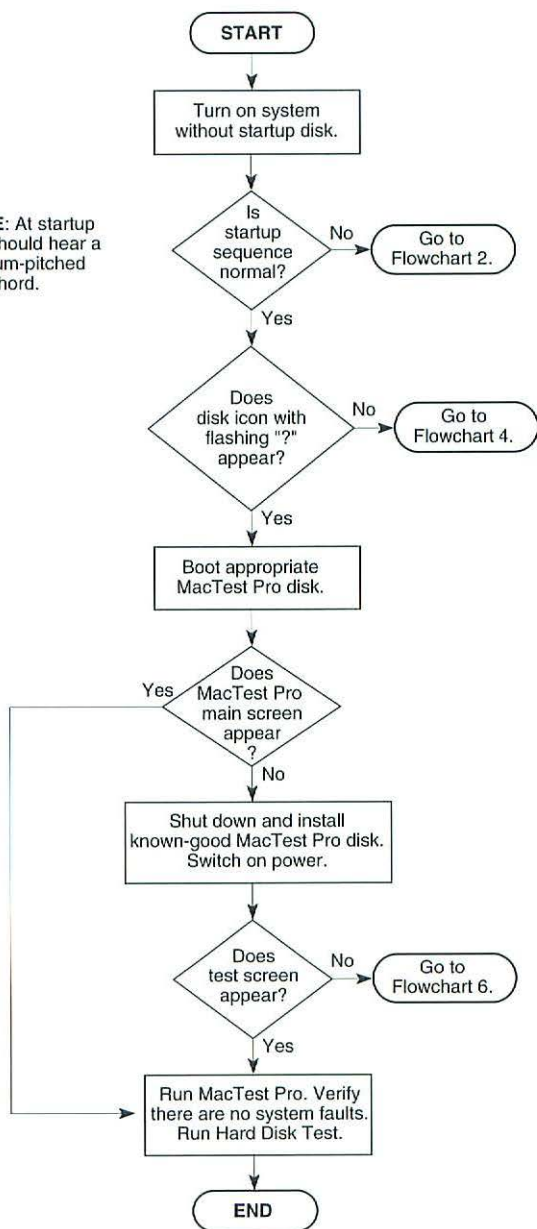 START
Turn on system
without startup disk.
E: At startup
hould hear a
um-pitched
hord.
Is
startup
sequence
normal?
No
Go to
Flowchart 2.
Yes
Does
disk icon with
flashing "?"
appear?
No
Go to
Flowchart 4.
Yes
Boot appropriate
MacTest Pro disk.
Does
MacTest Pro
main screen
appear
?
Yes
No
Shut down and install
known-good MacTest Pro disk.
Switch on power.
Does
test screen
appear?
No
Go to
Flowchart 6.
Yes
Run MacTest Pro. Verify
there are no system faults.
Run Hard Disk Test.
END